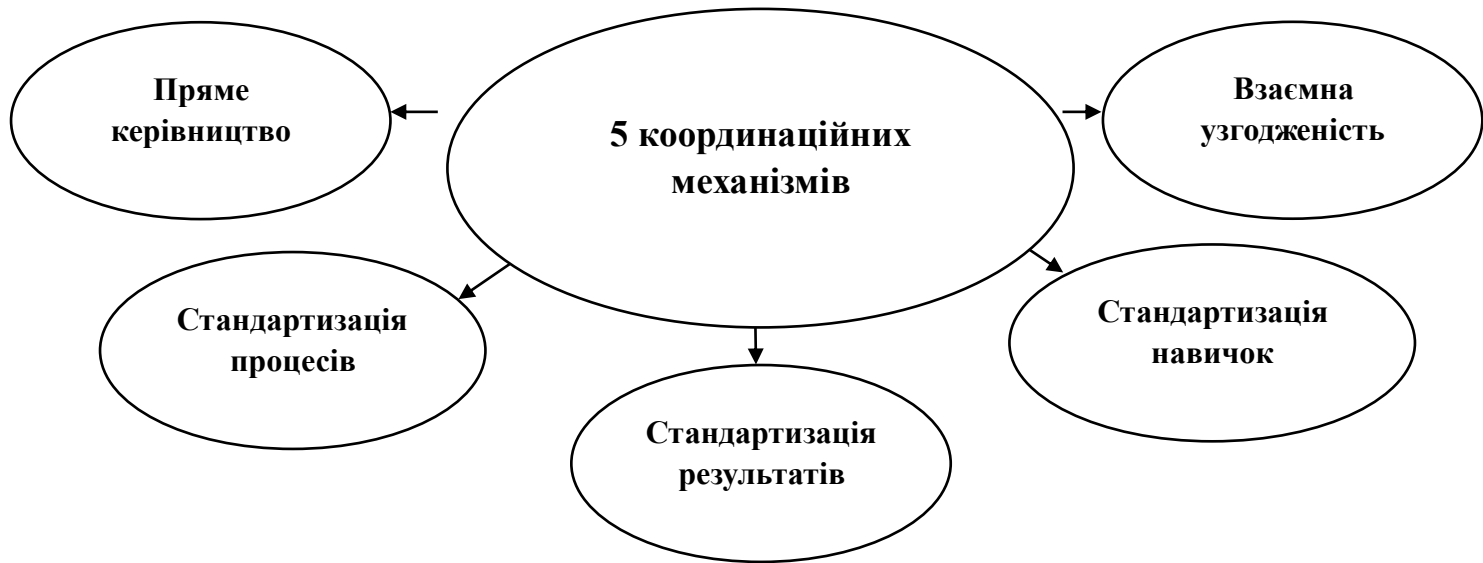 Пряме
керівництво
5 координаційних
механізмів
Взаємна
узгодженість
Стандартизація
процесів
Стандартизація
результатів
Стандартизація
навичок